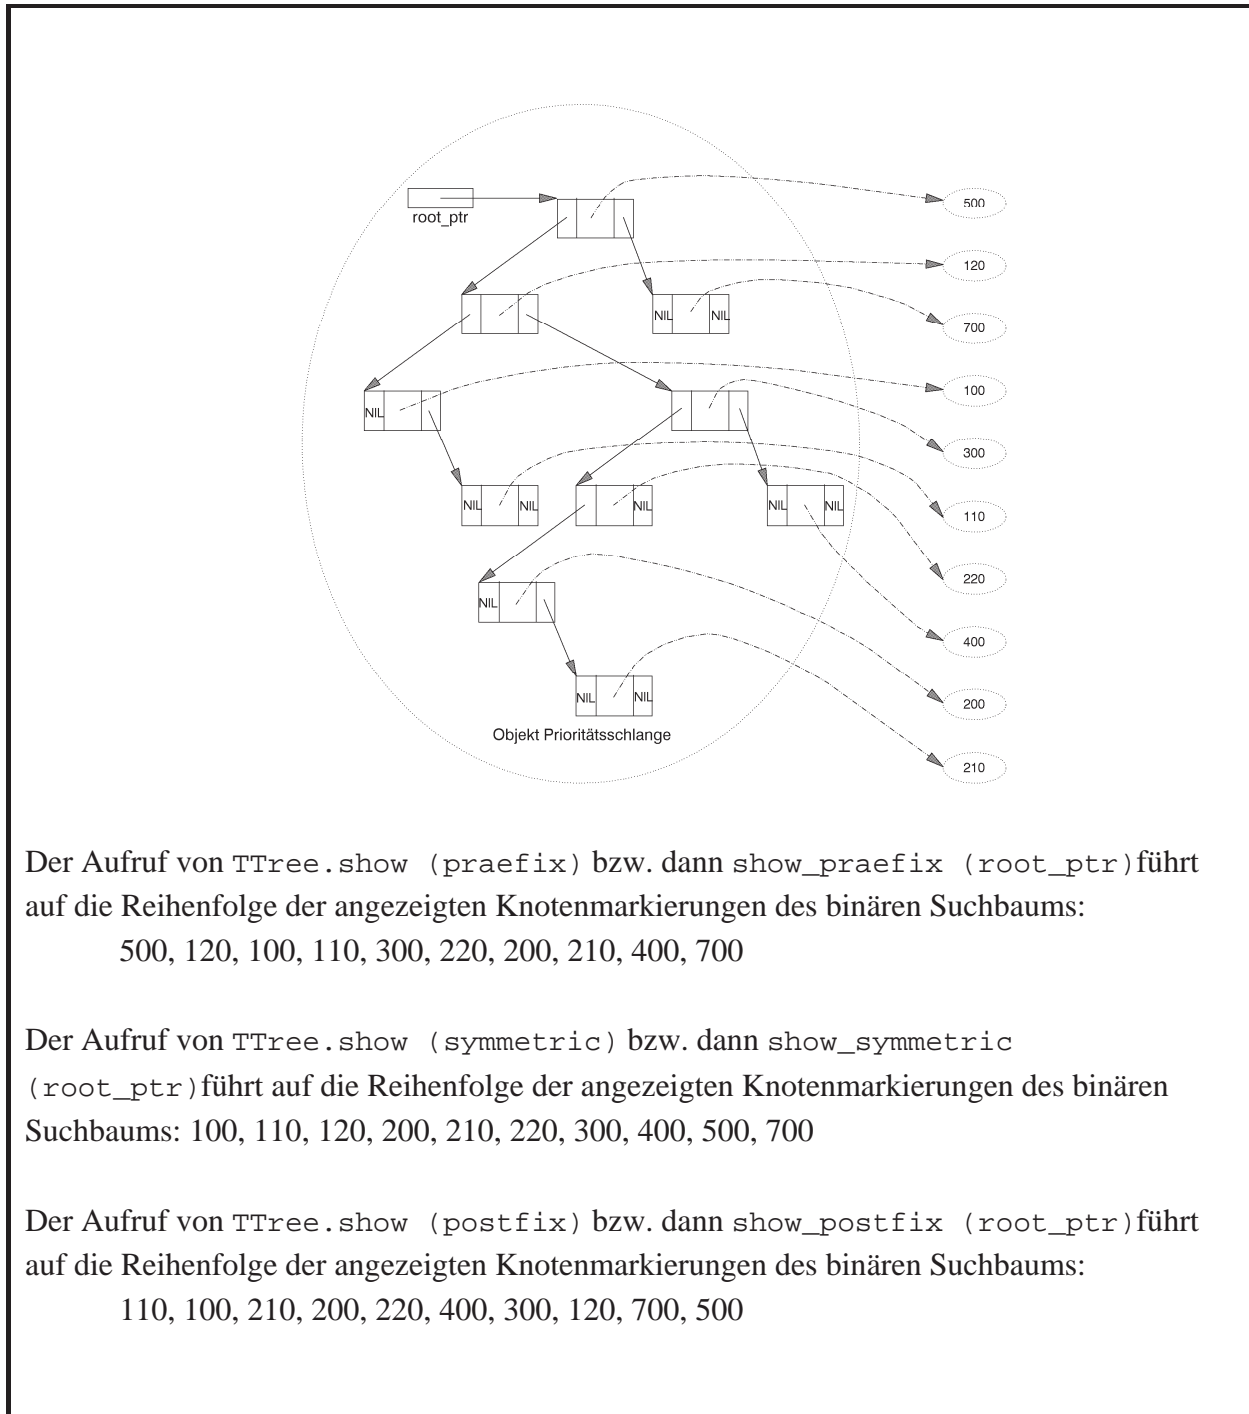 500
root_ptr
120
NIL
NIL
700
100
NIL
300
NIL
NIL
NIL
NIL
NIL
110
220
NIL
400
200
NIL
NIL
Objekt Prioritätsschlange
210
Der Aufruf von TTree.show (praefix) bzw. dann show_praefix (root_ptr)führt
auf die Reihenfolge der angezeigten Knotenmarkierungen des binären Suchbaums:
500, 120, 100, 110, 300, 220, 200, 210, 400, 700
Der Aufruf von TTree.show (symmetric) bzw. dann show_symmetric
(root_ptr)führt auf die Reihenfolge der angezeigten Knotenmarkierungen des binären
Suchbaums: 100, 110, 120, 200, 210, 220, 300, 400, 500, 700
Der Aufruf von TTree.show (postfix) bzw. dann show_postfix (root_ptr)führt
auf die Reihenfolge der angezeigten Knotenmarkierungen des binären Suchbaums:
110, 100, 210, 200, 220, 400, 300, 120, 700, 500